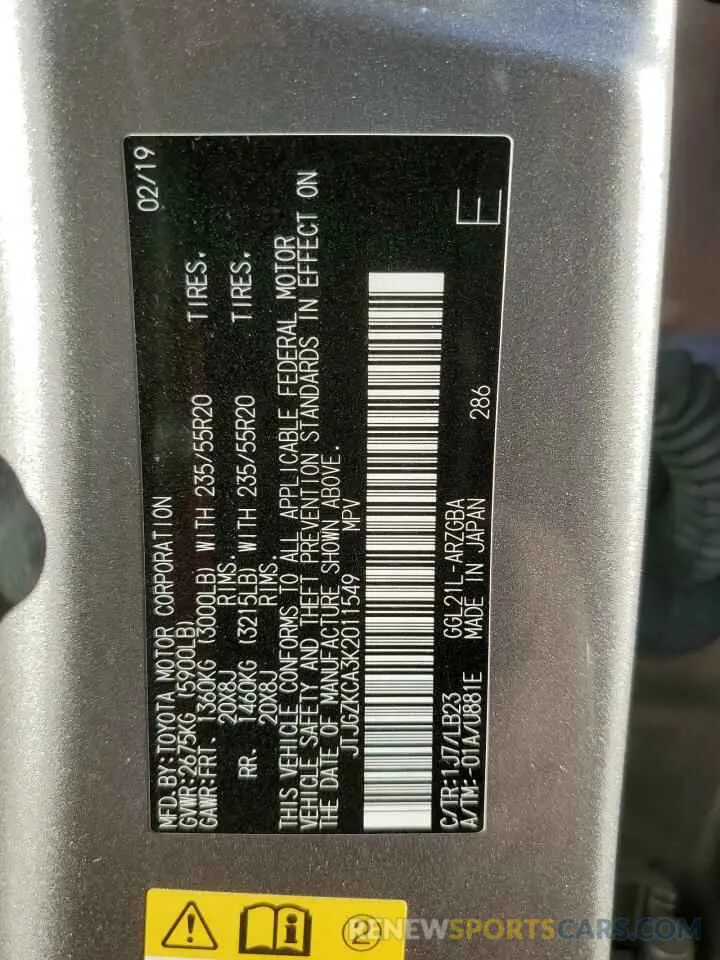 MFD. BY: TOYOTA MOTOR CORPORATION 02/19
GVWR: 2675KG (5900LB)
GAWR: FRT. 1360KG (3000LB) WITH 235/55R20 TIRES.
20X8J RIMS.
RR. 1460KG (3215LB) WITH 235/55R20 TIRES.
20X8J RIMS.
THIS VEHICLE CONFORMS TO ALL APPLICABLE FEDERAL MOTOR
VEHICLE SAFETY AND THEFT PREVENTION STANDARDS IN EFFECT ON
THE DATE OF MANUFACTURE SHOWN ABOVE.
JTJGZKCA3K2011549 MPV
C/TR: 1J7/LB23 GGL21L-ARZGBA
A/TM: -01A/U881E MADE IN JAPAN 286
E
2
RENEWSPORTSCARS.COM